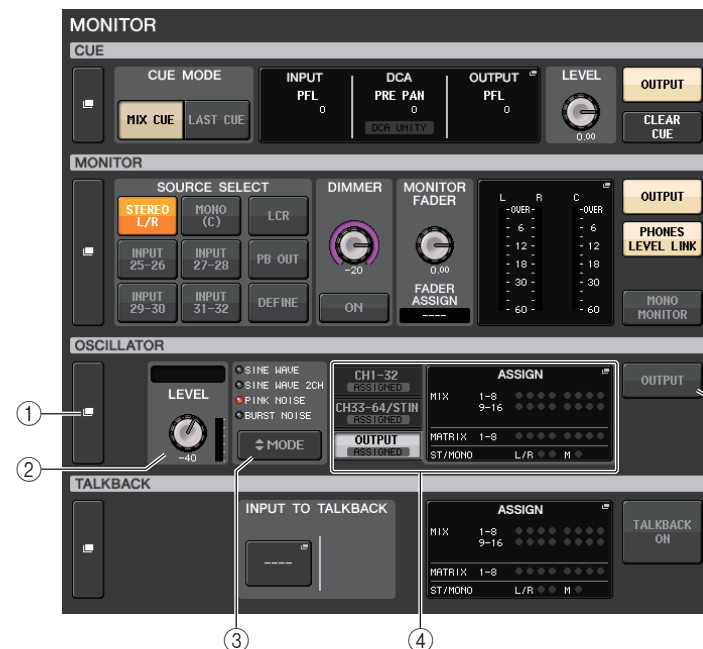 MONITOR
CUE
CUE MODE
MIX CUE
LAST CUE
INPUT
PFL
0
DCA
PRE PAN
0
DCA UNITY
OUTPUT
PFL
0
LEVEL
0.00
OUTPUT
CLEAR
CUE
MONITOR
SOURCE SELECT
STEREO
L/R
MONO
(C)
LCR
INPUT
25-26
INPUT
27-28
PB OUT
INPUT
29-30
INPUT
31-32
DEFINE
DIMMER
-20
ON
MONITOR
FADER
0.00
FADER
ASSIGN
----
L R C
-OVER- -OVER
- 6 - - 6
- 12 - - 12
- 18 - - 18
- 30 - - 30
- 60 - - 60
OUTPUT
PHONES
LEVEL LINK
MONO
MONITOR
OSCILLATOR
LEVEL
-40
SINE WAVE
SINE WAVE 2CH
PINK NOISE
BURST NOISE
MODE
CH1-32
ASSIGNED
CH33-64/STIN
ASSIGNED
OUTPUT
ASSIGNED
ASSIGN
MIX 1-8
9-16
MATRIX 1-8
ST/MONO L/R M
OUTPUT
①
②
TALKBACK
INPUT TO TALKBACK
----
ASSIGN
MIX 1-8
9-16
MATRIX 1-8
ST/MONO L/R M
TALKBACK
ON
③ ④